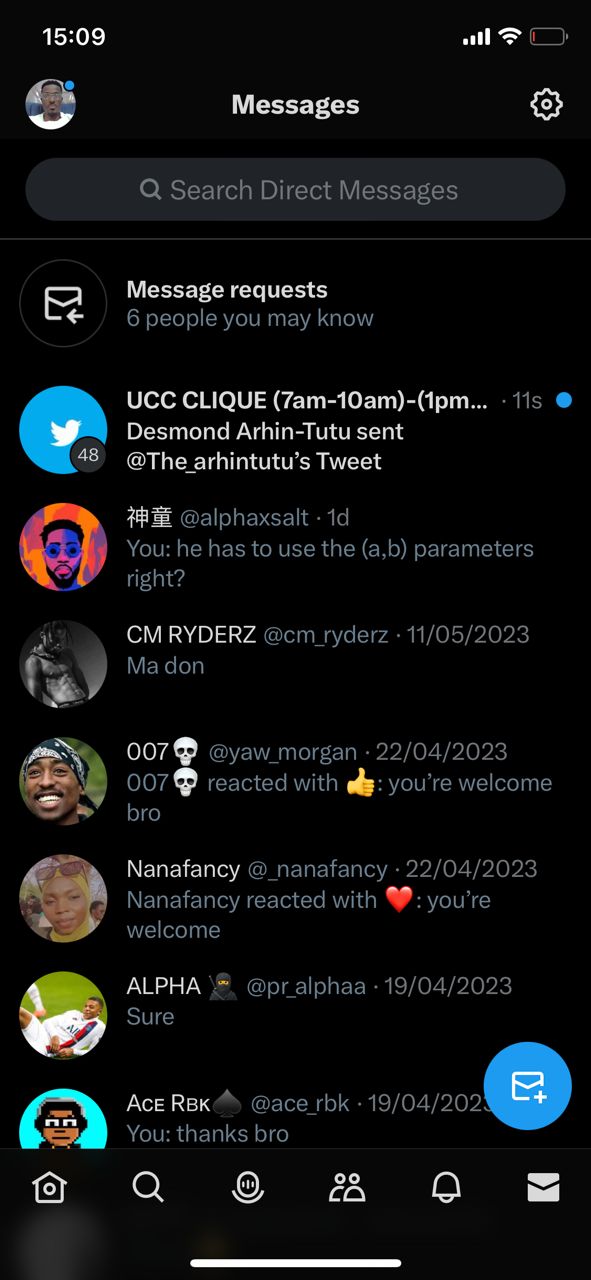 15:09
Messages
Search Direct Messages
Message requests
6 people you may know
UCC CLIQUE (7am-10am)-(1pm... · 11s
Desmond Arhin-Tutu sent
@The_arhintutu’s Tweet
48
神童 @alphaxsalt · 1d
You: he has to use the (a,b) parameters
right?
CM RYDERZ @cm_ryderz · 11/05/2023
Ma don
007💀 @yaw_morgan · 22/04/2023
007💀 reacted with 👍: you’re welcome
bro
Nanafancy @_nanafancy · 22/04/2023
Nanafancy reacted with ❤️: you’re
welcome
ALPHA 🥷🏿 @pr_alphaa · 19/04/2023
Sure
Aᴄᴇ Rʙᴋ♠️ @ace_rbk · 19/04/2023
You: thanks bro